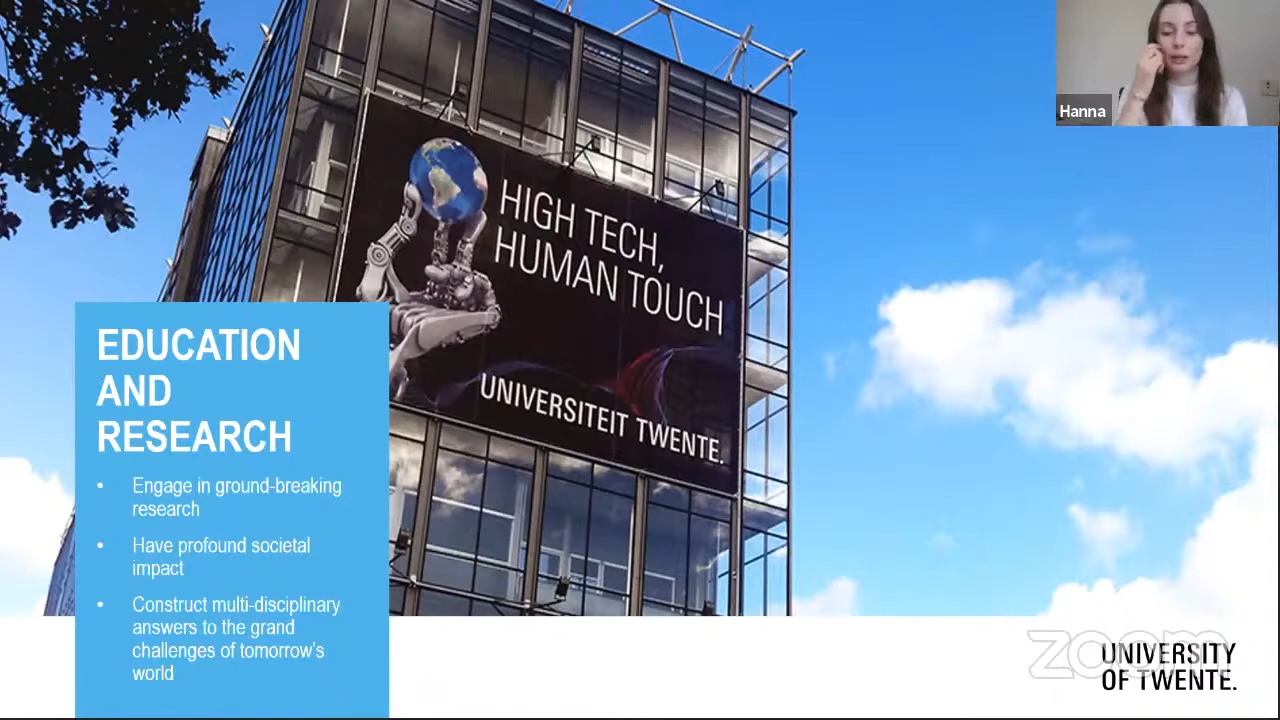 Hanna
HIGH TECH,
HUMAN TOUCH
UNIVERSITEIT TWENTE.
EDUCATION
AND
RESEARCH
• Engage in ground-breaking
research
• Have profound societal
impact
• Construct multi-disciplinary
answers to the grand
challenges of tomorrow's
world
zoom
UNIVERSITY
OF TWENTE.